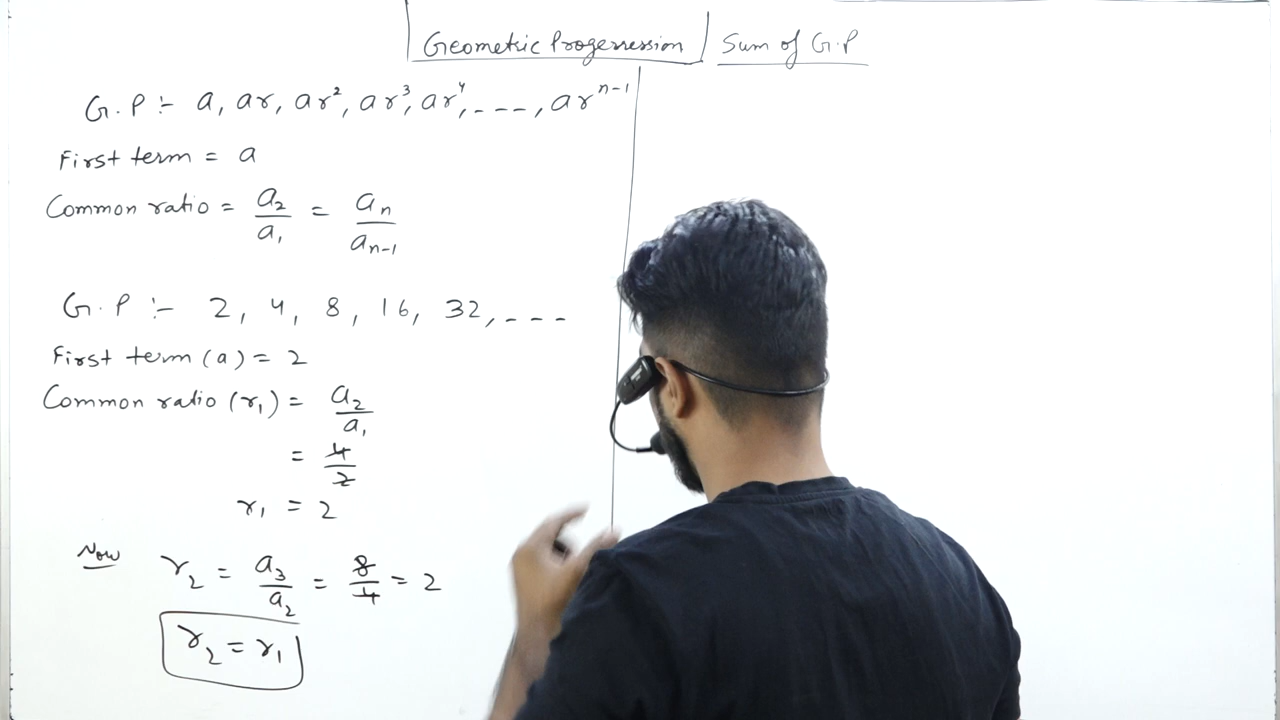 Geometric Progerression Sum of G.P
G.P :- a, ar, ar², ar³, ar⁴, - - - -, arⁿ⁻¹
First term = a
Common ratio = a₂/a₁ = aₙ/aₙ₋₁
G.P :- 2, 4, 8, 16, 32, - - -
First term (a) = 2
Common ratio (r₁) = a₂/a₁
= 4/2
r₁ = 2
Now r₂ = a₃/a₂ = 8/4 = 2
r₂ = r₁